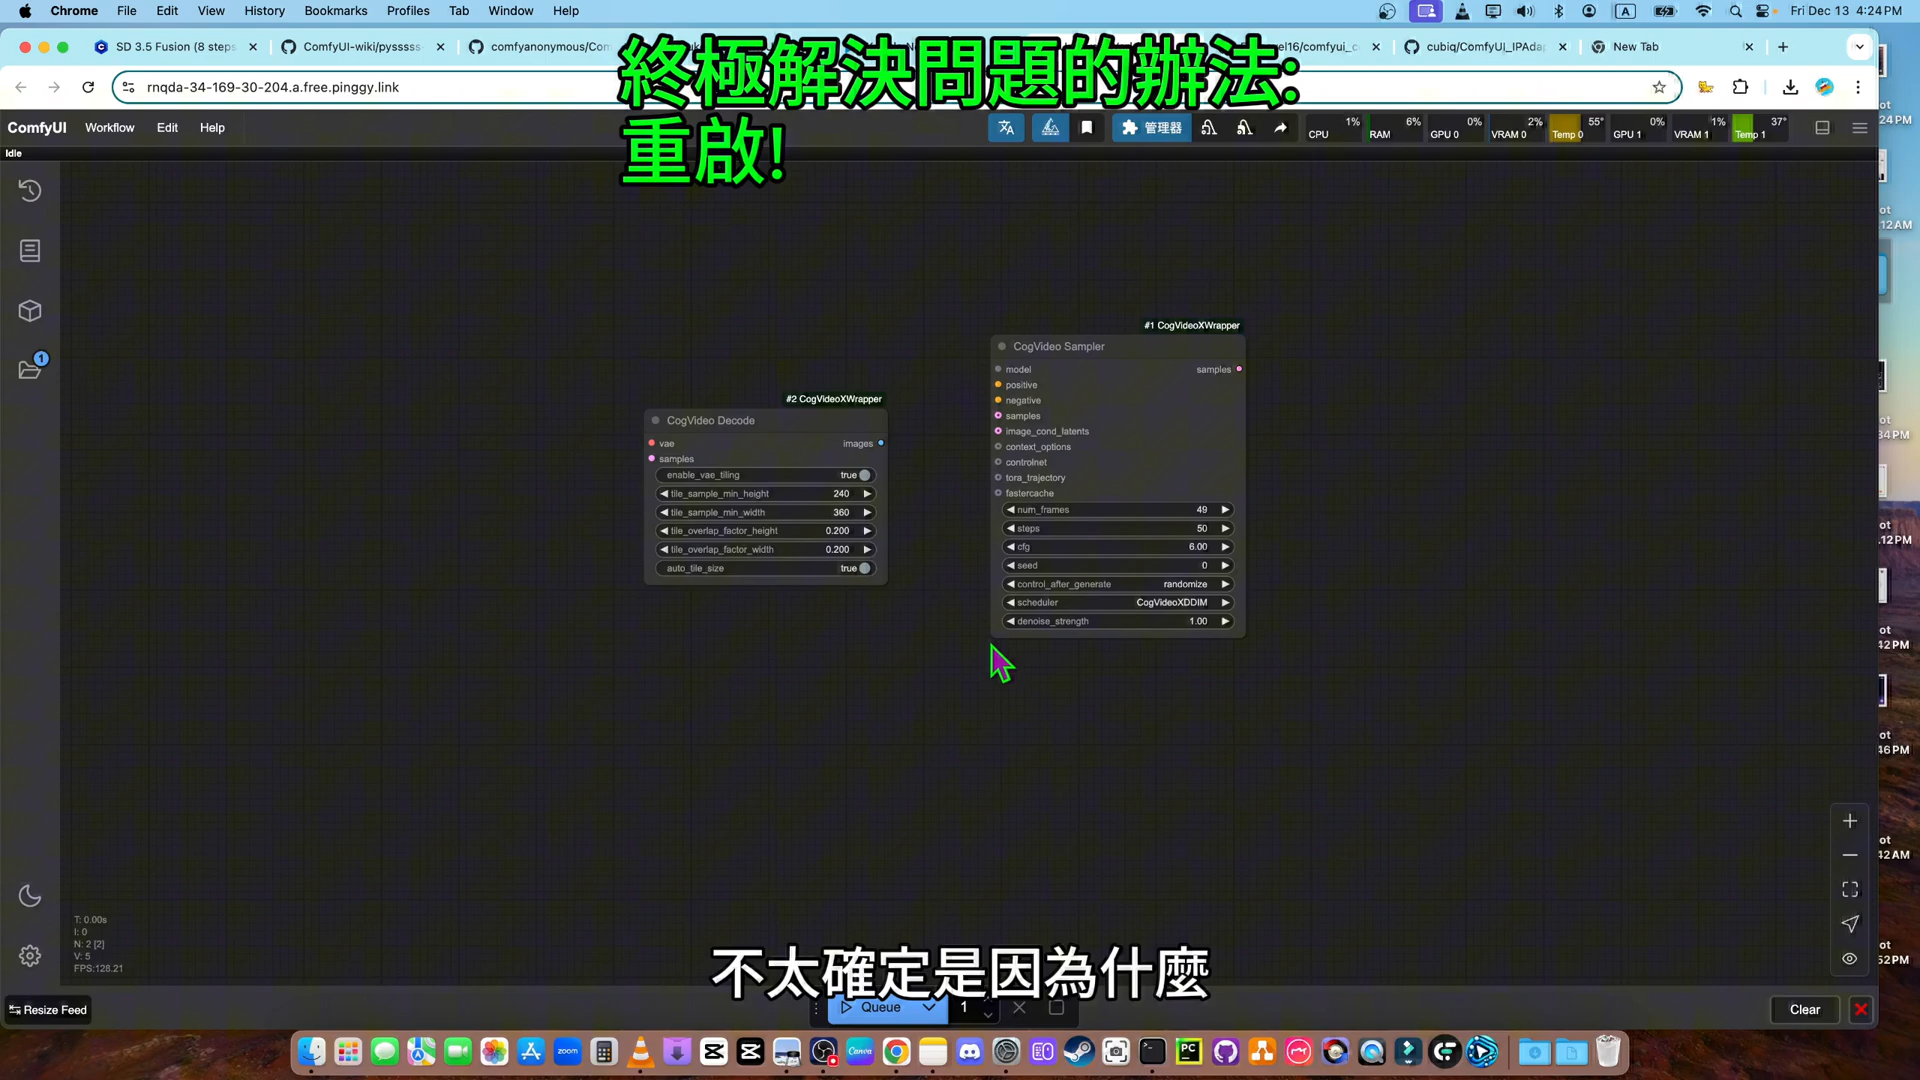 Chrome File Edit View History Bookmarks Profiles Tab Window Help
A Fri Dec 13 4:24 PM
SD 3.5 Fusion (8 steps
ComfyUI-wiki/pysssss-
comfyanonymous/Com
cubiq/ComfyUI_IPAda
New Tab
終極解決問題的辦法:
重啟!
rnqda-34-169-30-204.a.free.pinggy.link
ComfyUI Workflow Edit Help
管理器
CPU 1% RAM 6% GPU 0 0% VRAM 0 2% Temp 0 55° GPU 1 0% VRAM 1 1% Temp 1 37°
Idle
1
#1 CogVideoXWrapper
CogVideo Sampler
model samples
positive
negative
samples
image_cond_latents
context_options
controlnet
tora_trajectory
fastercache
num_frames 49
steps 50
cfg 6.00
seed 0
control_after_generate randomize
scheduler CogVideoXDDIM
denoise_strength 1.00
#2 CogVideoXWrapper
CogVideo Decode
vae images
samples
enable_vae_tiling true
tile_sample_min_height 240
tile_sample_min_width 360
tile_overlap_factor_height 0.200
tile_overlap_factor_width 0.200
auto_tile_size true
T: 0.00s
I: 0
N: 2 [2]
V: 5
FPS:128.21
不太確定是因為什麼
Resize Feed
Queue 1
Clear
zoom
Canva
PC